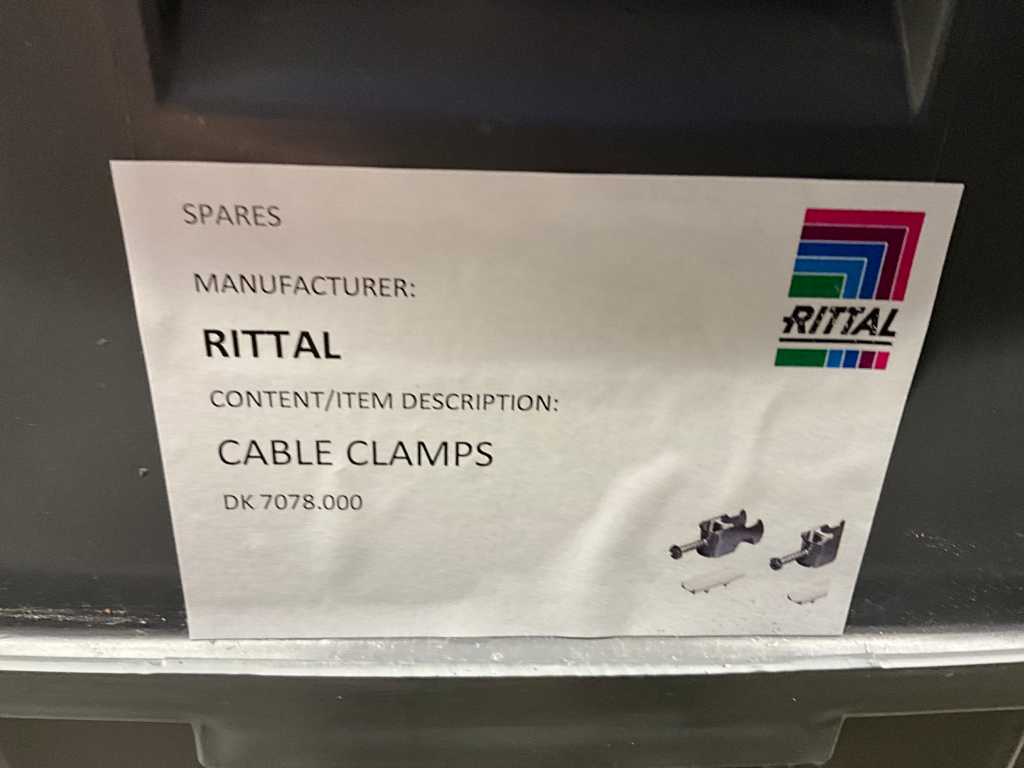 SPARES
MANUFACTURER:
RITTAL
RITTAL
CONTENT/ITEM DESCRIPTION:
CABLE CLAMPS
DK 7078.000